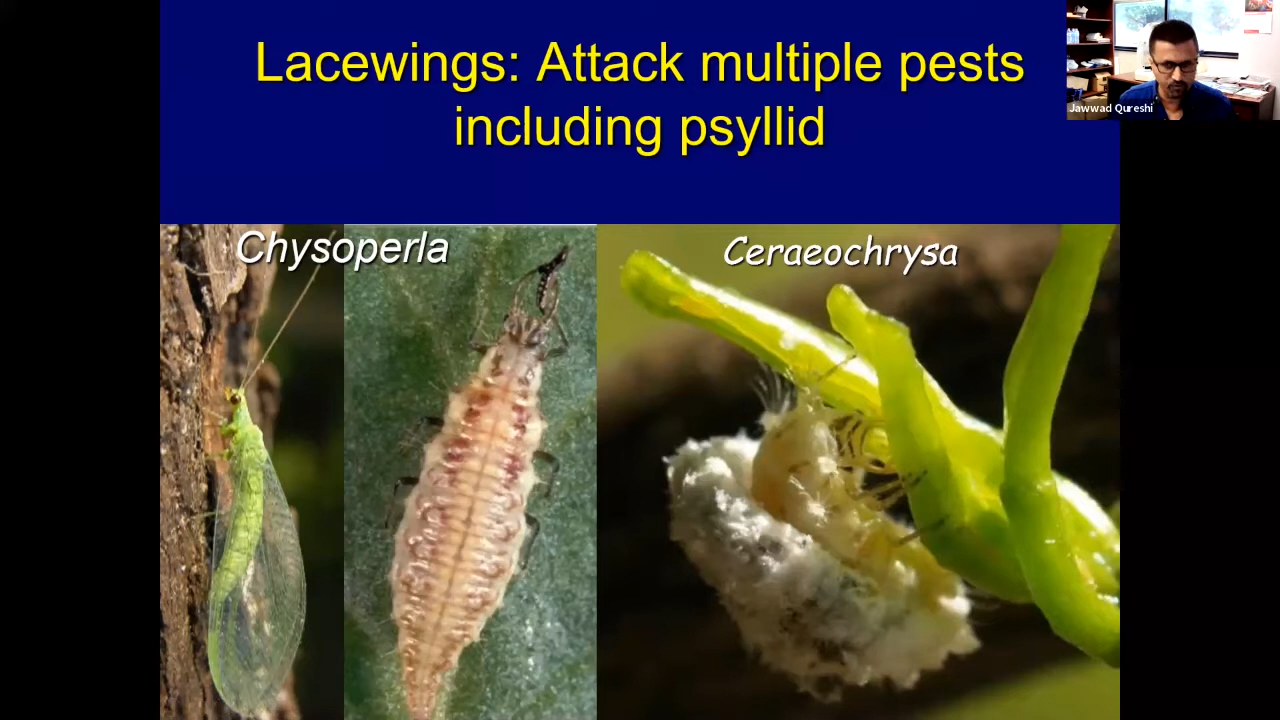 Lacewings: Attack multiple pests
including psyllid
Jawwad Qureshi
Chysoperla
Ceraeochrysa